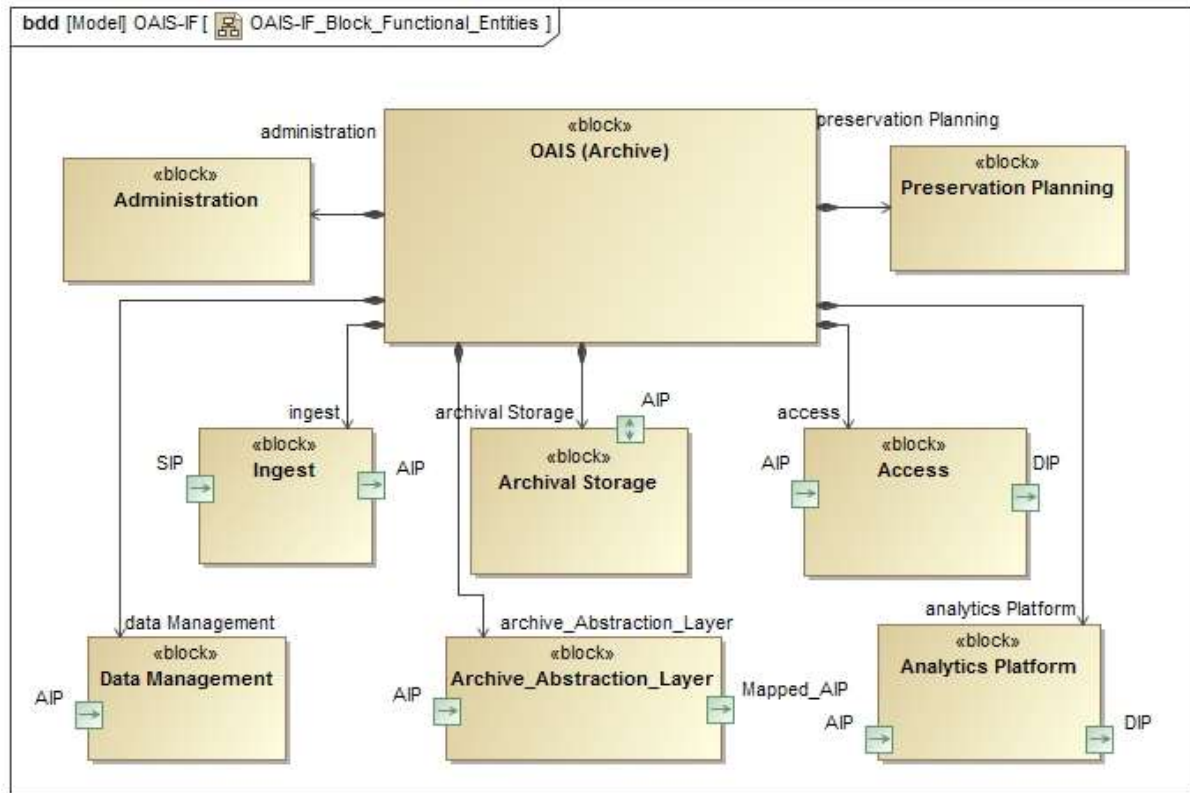 bdd [Model] OAIS-IF [ OAIS-IF_Block_Functional_Entities ]
administration
«block»
OAIS (Archive)
preservation Planning
«block»
Administration
«block»
Preservation Planning
ingest
archival Storage
AIP
access
SIP
«block»
Ingest
AIP
«block»
Archival Storage
AIP
«block»
Access
DIP
data Management
archive_Abstraction_Layer
analytics Platform
AIP
«block»
Data Management
AIP
«block»
Archive_Abstraction_Layer
Mapped_AIP
«block»
Analytics Platform
AIP
DIP